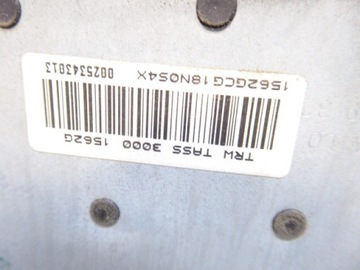 TRW TASS 3000 1562G
1562GCG18N0S4X
0025343013